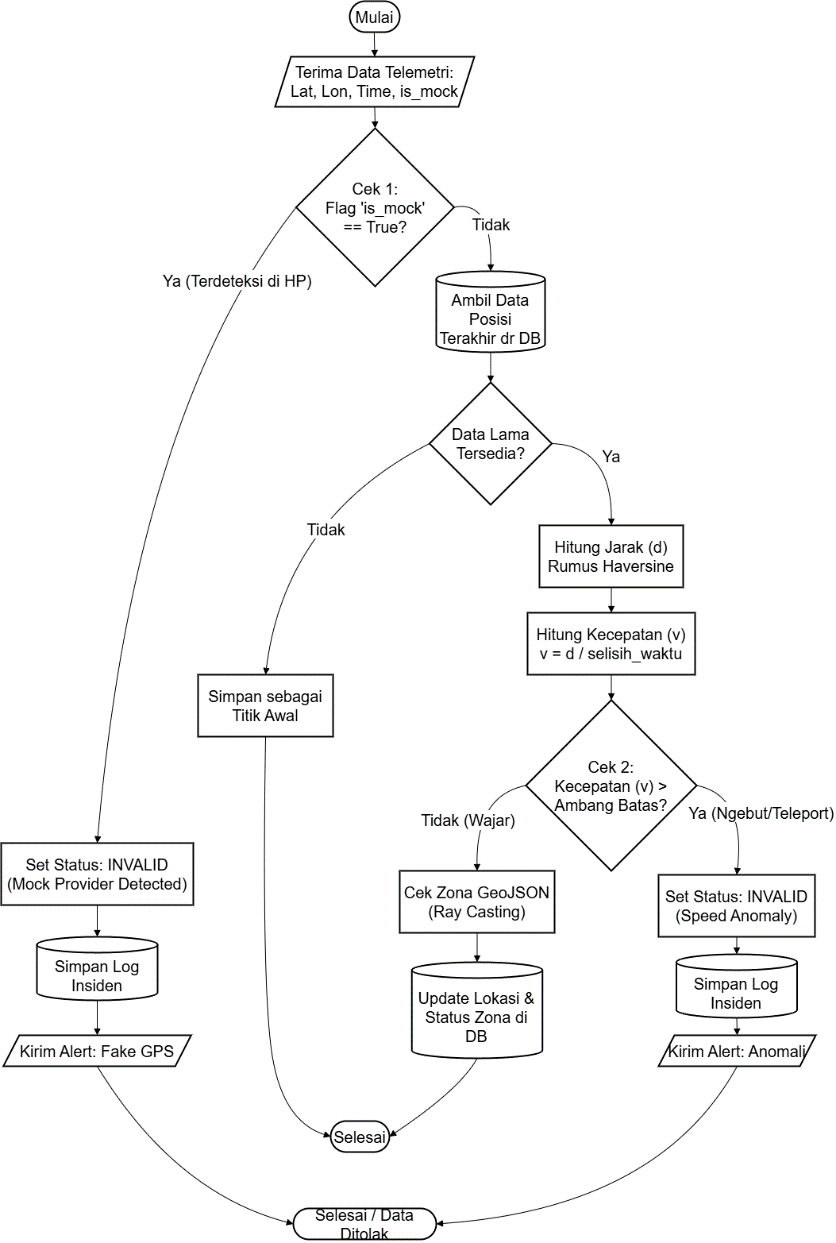 Mulai
Terima Data Telemetri:
Lat, Lon, Time, is_mock
Cek 1:
Flag 'is_mock'
== True?
Tidak
Ya (Terdeteksi di HP)
Ambil Data
Posisi
Terakhir dr DB
Data Lama
Tersedia?
Ya
Tidak
Hitung Jarak (d)
Rumus Haversine
Hitung Kecepatan (v)
v = d / selisih_waktu
Simpan sebagai
Titik Awal
Cek 2:
Kecepatan (v) >
Ambang Batas?
Tidak (Wajar)
Ya (Ngebut/Teleport)
Set Status: INVALID
(Mock Provider Detected)
Cek Zona GeoJSON
(Ray Casting)
Set Status: INVALID
(Speed Anomaly)
Simpan Log
Insiden
Update Lokasi &
Status Zona di
DB
Simpan Log
Insiden
Kirim Alert: Fake GPS
Kirim Alert: Anomali
Selesai
Selesai / Data
Ditolak